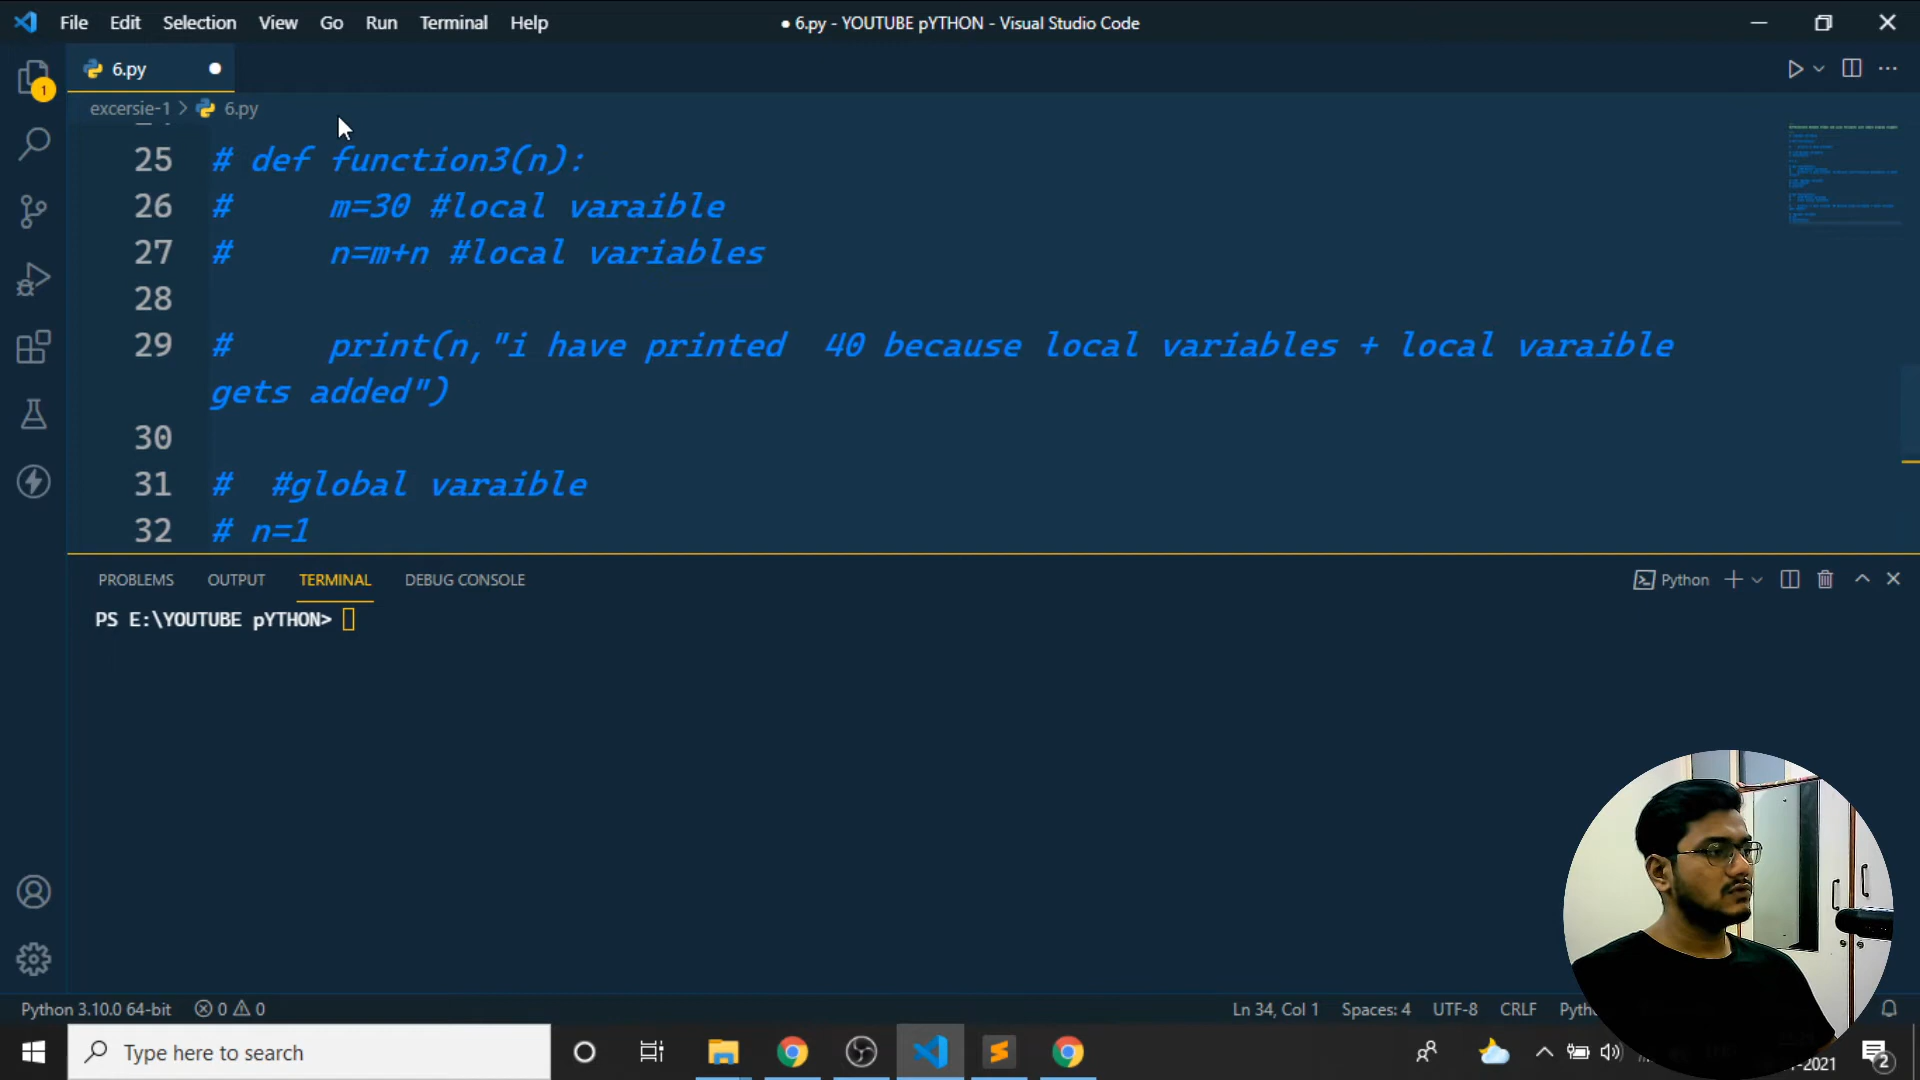 File Edit Selection View Go Run Terminal Help
● 6.py - YOUTUBE pYTHON - Visual Studio Code
6.py
1
excersie-1 > 6.py
25 # def function3(n):
26 #     m=30 #local varaible
27 #     n=m+n #local variables
28
29 #     print(n,"i have printed  40 because local variables + local varaible
gets added")
30
31 #  #global varaible
32 # n=1
PROBLEMS OUTPUT TERMINAL DEBUG CONSOLE
Python
PS E:\YOUTUBE pYTHON>
Python 3.10.0 64-bit 0 0
Ln 34, Col 1 Spaces: 4 UTF-8 CRLF
Type here to search
2021
2